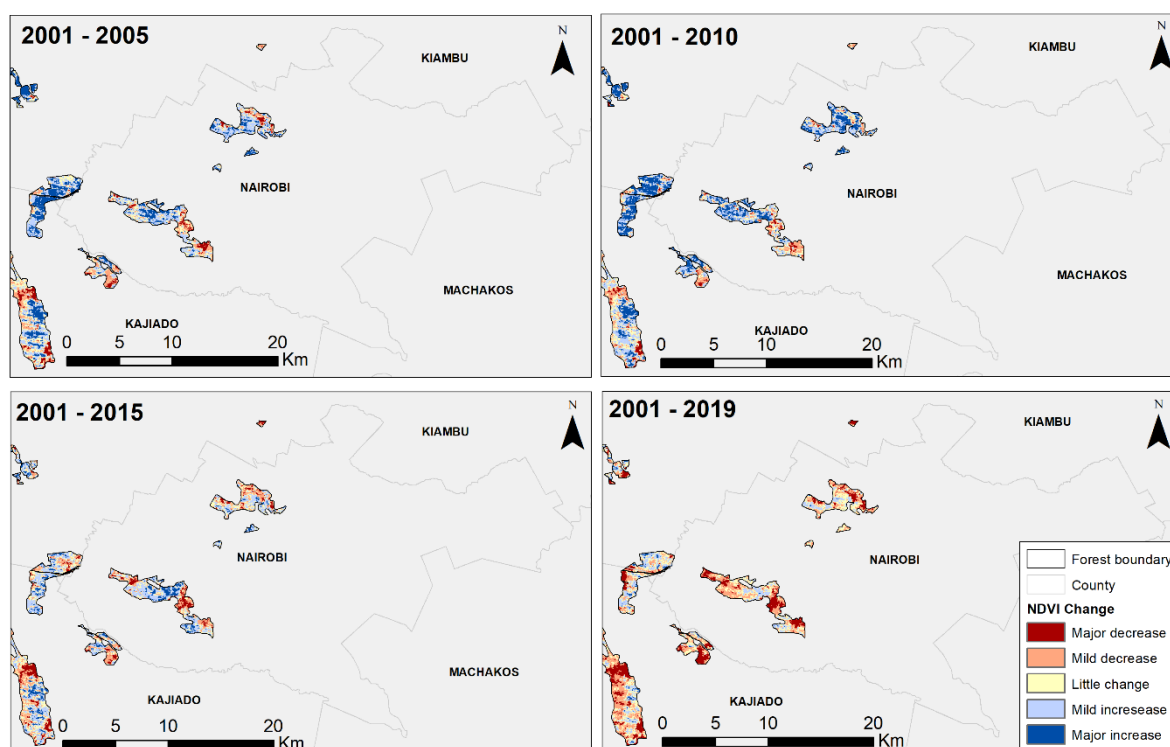 2001 - 2005
N
KIAMBU
NAIROBI
MACHAKOS
KAJIADO
0 5 10 20
Km
2001 - 2010
N
KIAMBU
NAIROBI
MACHAKOS
KAJIADO
0 5 10 20
Km
2001 - 2015
N
KIAMBU
NAIROBI
MACHAKOS
KAJIADO
0 5 10 20
Km
2001 - 2019
N
KIAMBU
NAIROBI
MACHAKOS
KAJIADO
0 5 10 20
Km
Forest boundary
County
NDVI Change
Major decrease
Mild decrease
Little change
Mild incresease
Major increase